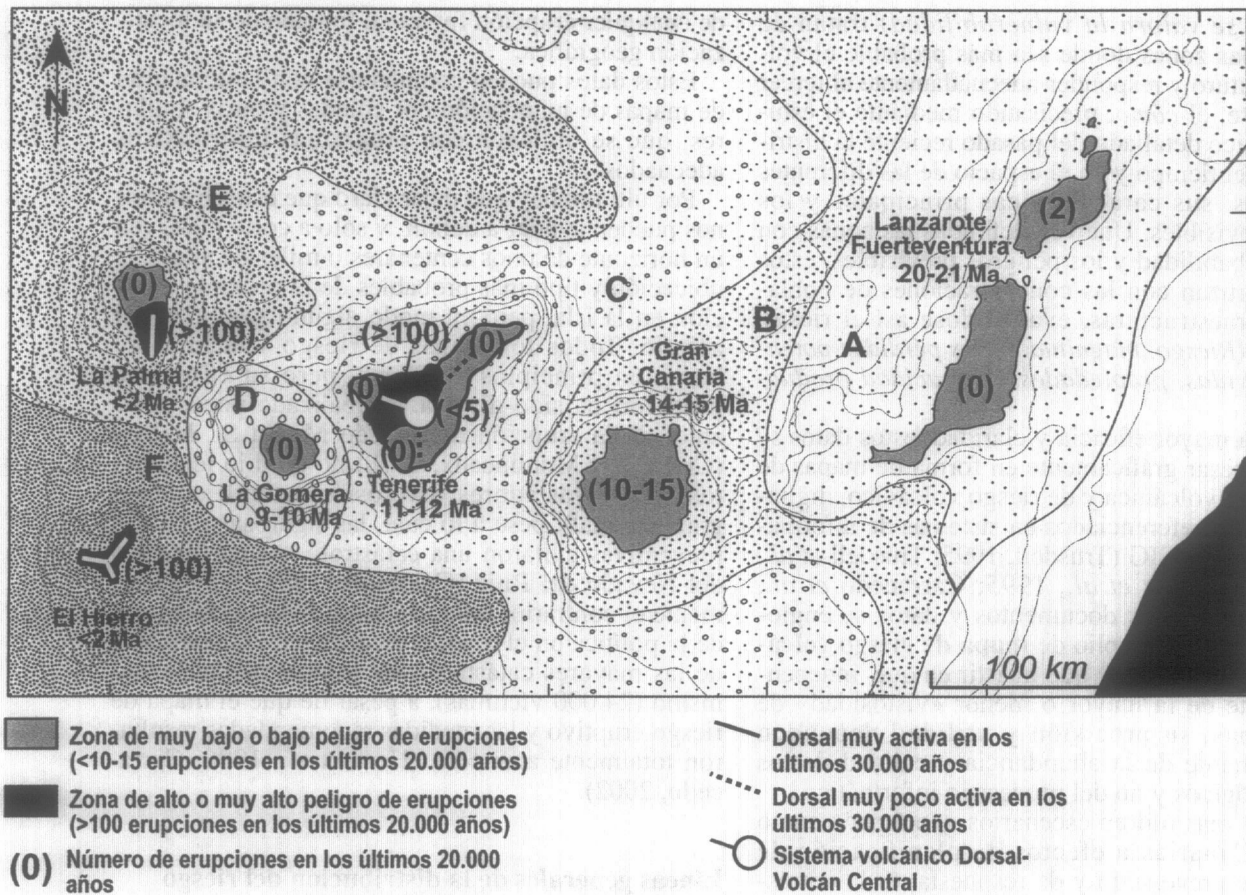 N
E
(0)
(>100)
La Palma
<2 Ma
F
(>100)
El Hierro
<2 Ma
D
(0)
La Gomera
9-10 Ma
(>100)
(0)
(0)
(<5)
(0)
Tenerife
11-12 Ma
C
Gran
Canaria
14-15 Ma
(10-15)
B
A
Lanzarote
Fuerteventura
20-21 Ma
(2)
(0)
100 km
Zona de muy bajo o bajo peligro de erupciones
(<10-15 erupciones en los últimos 20.000 años)
Zona de alto o muy alto peligro de erupciones
(>100 erupciones en los últimos 20.000 años)
(0) Número de erupciones en los últimos 20.000
años
Dorsal muy activa en los
últimos 30.000 años
Dorsal muy poco activa en los
últimos 30.000 años
Sistema volcánico Dorsal-
Volcán Central